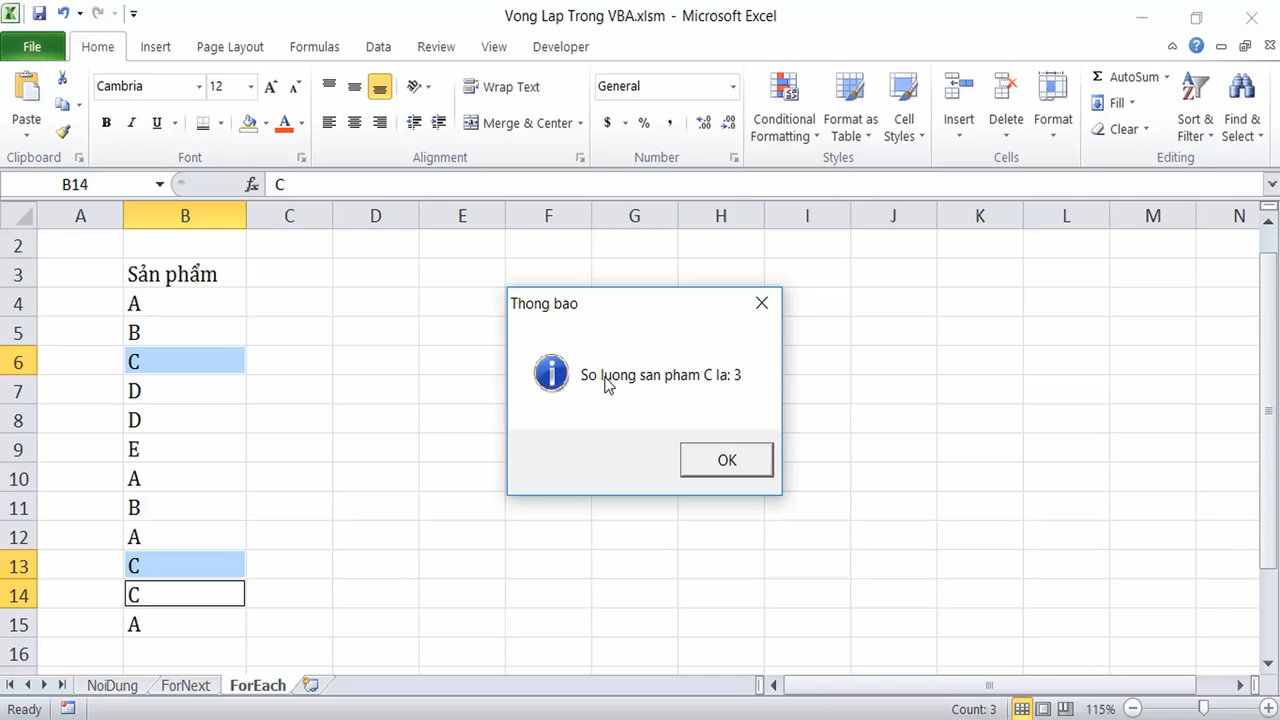 Vong Lap Trong VBA.xlsm - Microsoft Excel
File Home Insert Page Layout Formulas Data Review View Developer
Paste
Clipboard
Cambria 12
B I U
Font
Wrap Text
Merge & Center
Alignment
General
$ % ,
Number
Conditional Formatting
Format as Table
Cell Styles
Styles
Insert Delete Format
Cells
AutoSum
Fill
Clear
Sort & Filter
Find & Select
Editing
B14 fx C
A B C D E F G H I J K L M N
2
3 Sản phẩm
4 A
5 B
6 C
7 D
8 D
9 E
10 A
11 B
12 A
13 C
14 C
15 A
16
Thong bao
So luong san pham C la: 3
OK
NoiDung ForNext ForEach
Ready Count: 3 115%